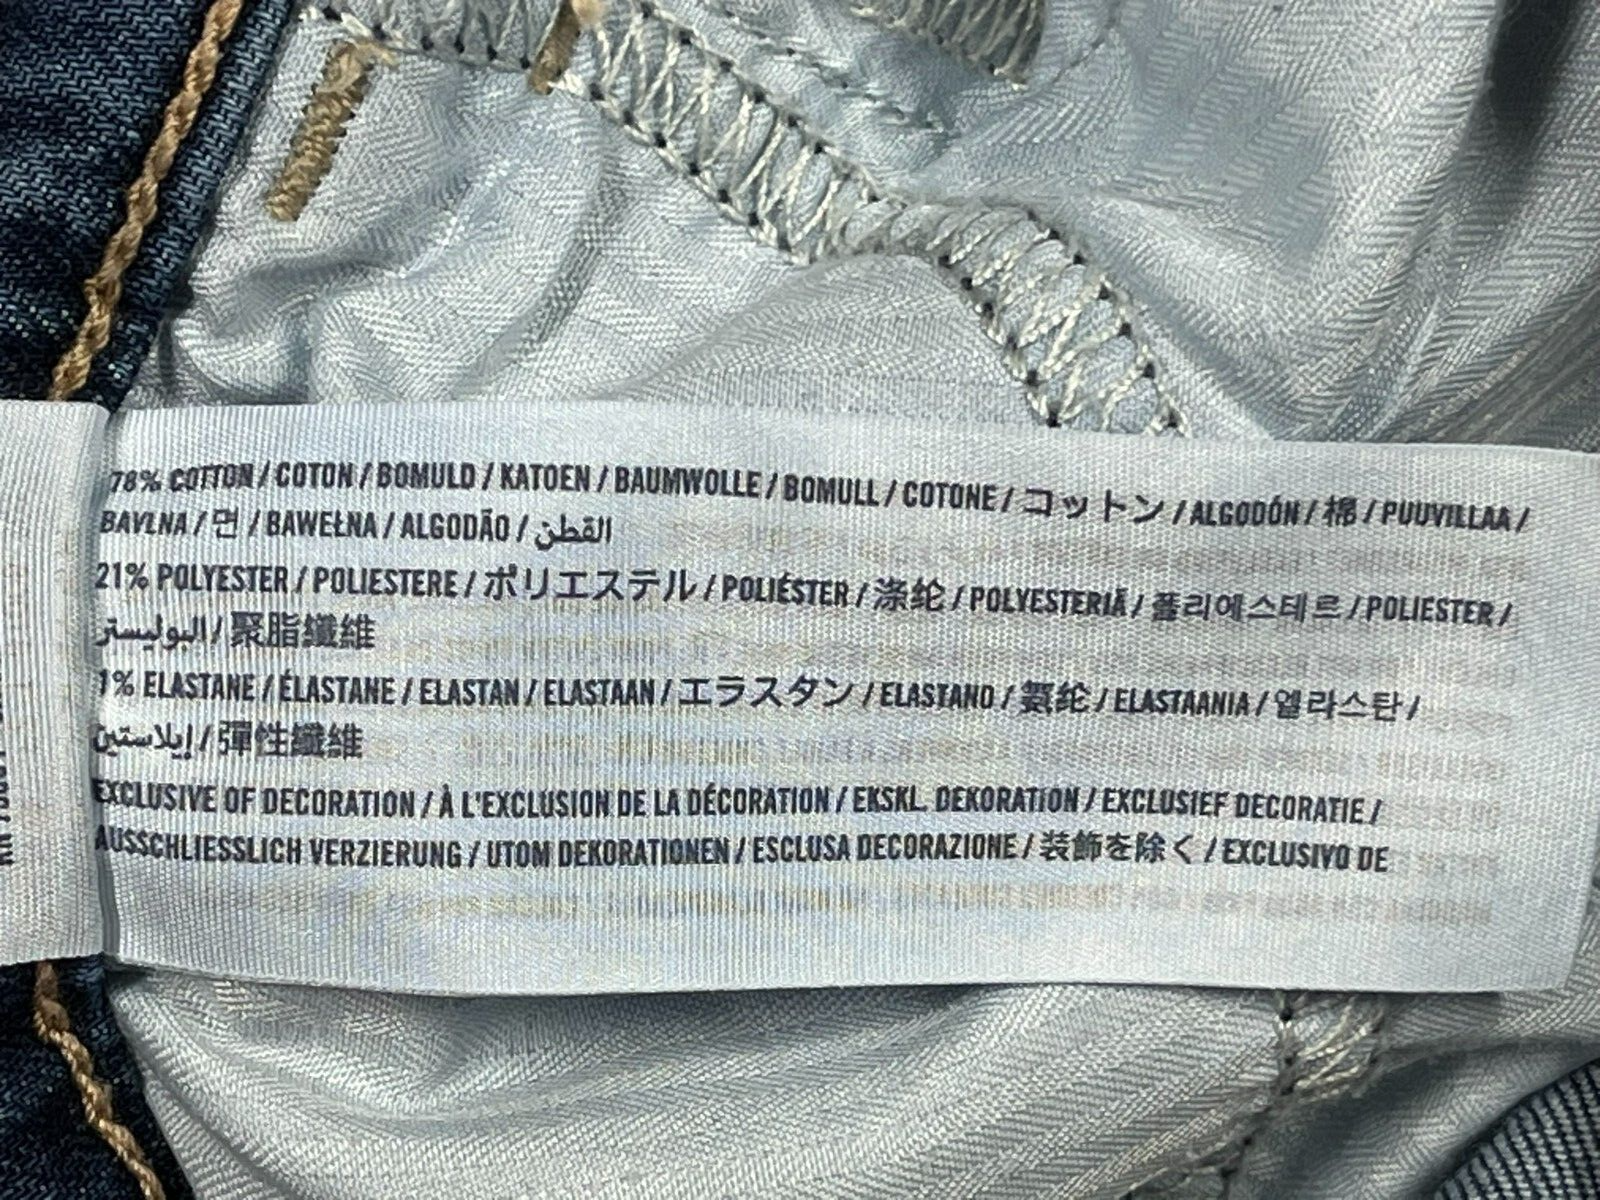 78% COTTON / COTON / BOMULD / KATOEN / BAUMWOLLE / BOMULL / COTONE / コットン / ALGODÓN / 棉 / PUUVILLAA /
BAVLNA / 면 / BAWEŁNA / ALGODÃO / القطن
21% POLYESTER / POLIESTERE / ポリエステル / POLIÉSTER / 涤纶 / POLYESTERIÄ / 폴리에스테르 / POLIESTER /
البوليستر / 聚脂纖維
1% ELASTANE / ÉLASTANE / ELASTAN / ELASTAAN / エラスタン / ELASTANO / 氨纶 / ELASTAANIA / 엘라스탄 /
إيلاستين / 彈性纖維
EXCLUSIVE OF DECORATION / À L'EXCLUSION DE LA DÉCORATION / EKSKL. DEKORATION / EXCLUSIEF DECORATIE /
AUSSCHLIESSLICH VERZIERUNG / UTOM DEKORATIONEN / ESCLUSA DECORAZIONE / 装飾を除く / EXCLUSIVO DE